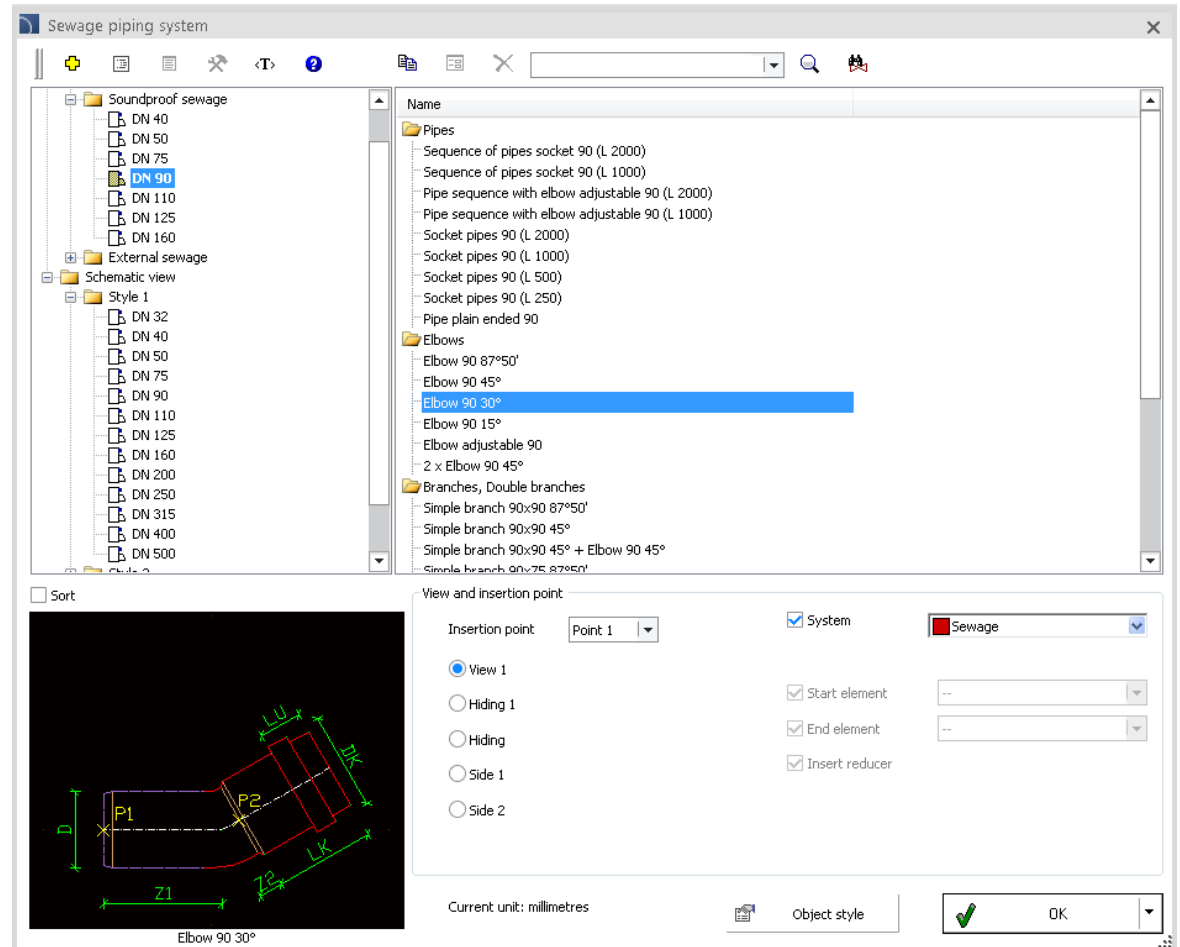 Sewage piping system
<T>
Soundproof sewage
DN 40
DN 50
DN 75
DN 90
DN 110
DN 125
DN 160
External sewage
Schematic view
Style 1
DN 32
DN 40
DN 50
DN 75
DN 90
DN 110
DN 125
DN 160
DN 200
DN 250
DN 315
DN 400
DN 500
Name
Pipes
Sequence of pipes socket 90 (L 2000)
Sequence of pipes socket 90 (L 1000)
Pipe sequence with elbow adjustable 90 (L 2000)
Pipe sequence with elbow adjustable 90 (L 1000)
Socket pipes 90 (L 2000)
Socket pipes 90 (L 1000)
Socket pipes 90 (L 500)
Socket pipes 90 (L 250)
Pipe plain ended 90
Elbows
Elbow 90 87°50'
Elbow 90 45°
Elbow 90 30°
Elbow 90 15°
Elbow adjustable 90
2 x Elbow 90 45°
Branches, Double branches
Simple branch 90x90 87°50'
Simple branch 90x90 45°
Simple branch 90x90 45° + Elbow 90 45°
Simple branch 90x75 87°50'
Sort
LU
DK
P2
P1
D
LK
Z2
Z1
Elbow 90 30°
View and insertion point
Insertion point
Point 1
View 1
Hiding 1
Hiding
Side 1
Side 2
System
Sewage
Start element
--
End element
--
Insert reducer
Current unit: millimetres
Object style
OK